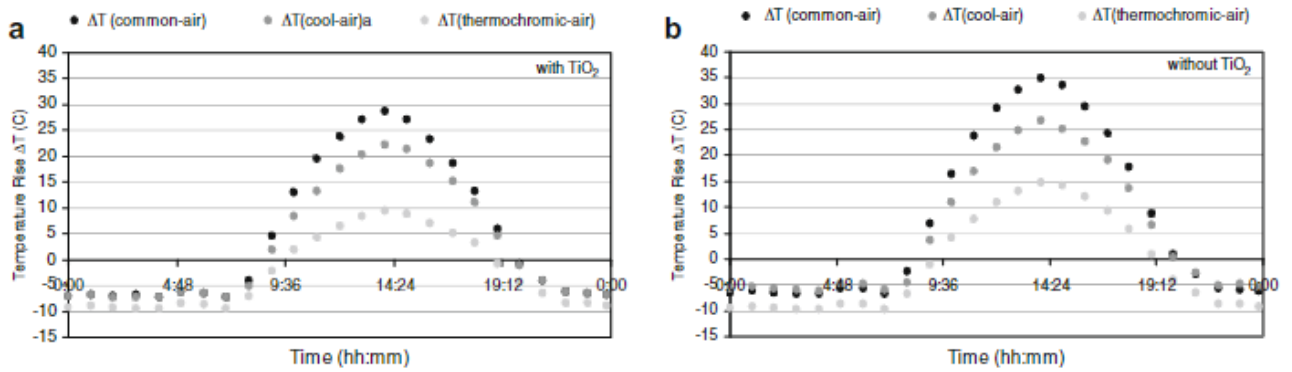 a
ΔT (common-air) ΔT(cool-air)a ΔT(thermochromic-air)
with TiO₂
Temperature Rise ΔT (C)
40
35
30
25
20
15
10
5
0
-5
-10
-15
0:00 4:48 9:36 14:24 19:12 0:00
Time (hh:mm)
b
ΔT (common-air) ΔT(cool-air) ΔT(thermochromic-air)
without TiO₂
Temperature Rise ΔT (C)
40
35
30
25
20
15
10
5
0
-5
-10
-15
0:00 4:48 9:36 14:24 19:12 0:00
Time (hh:mm)